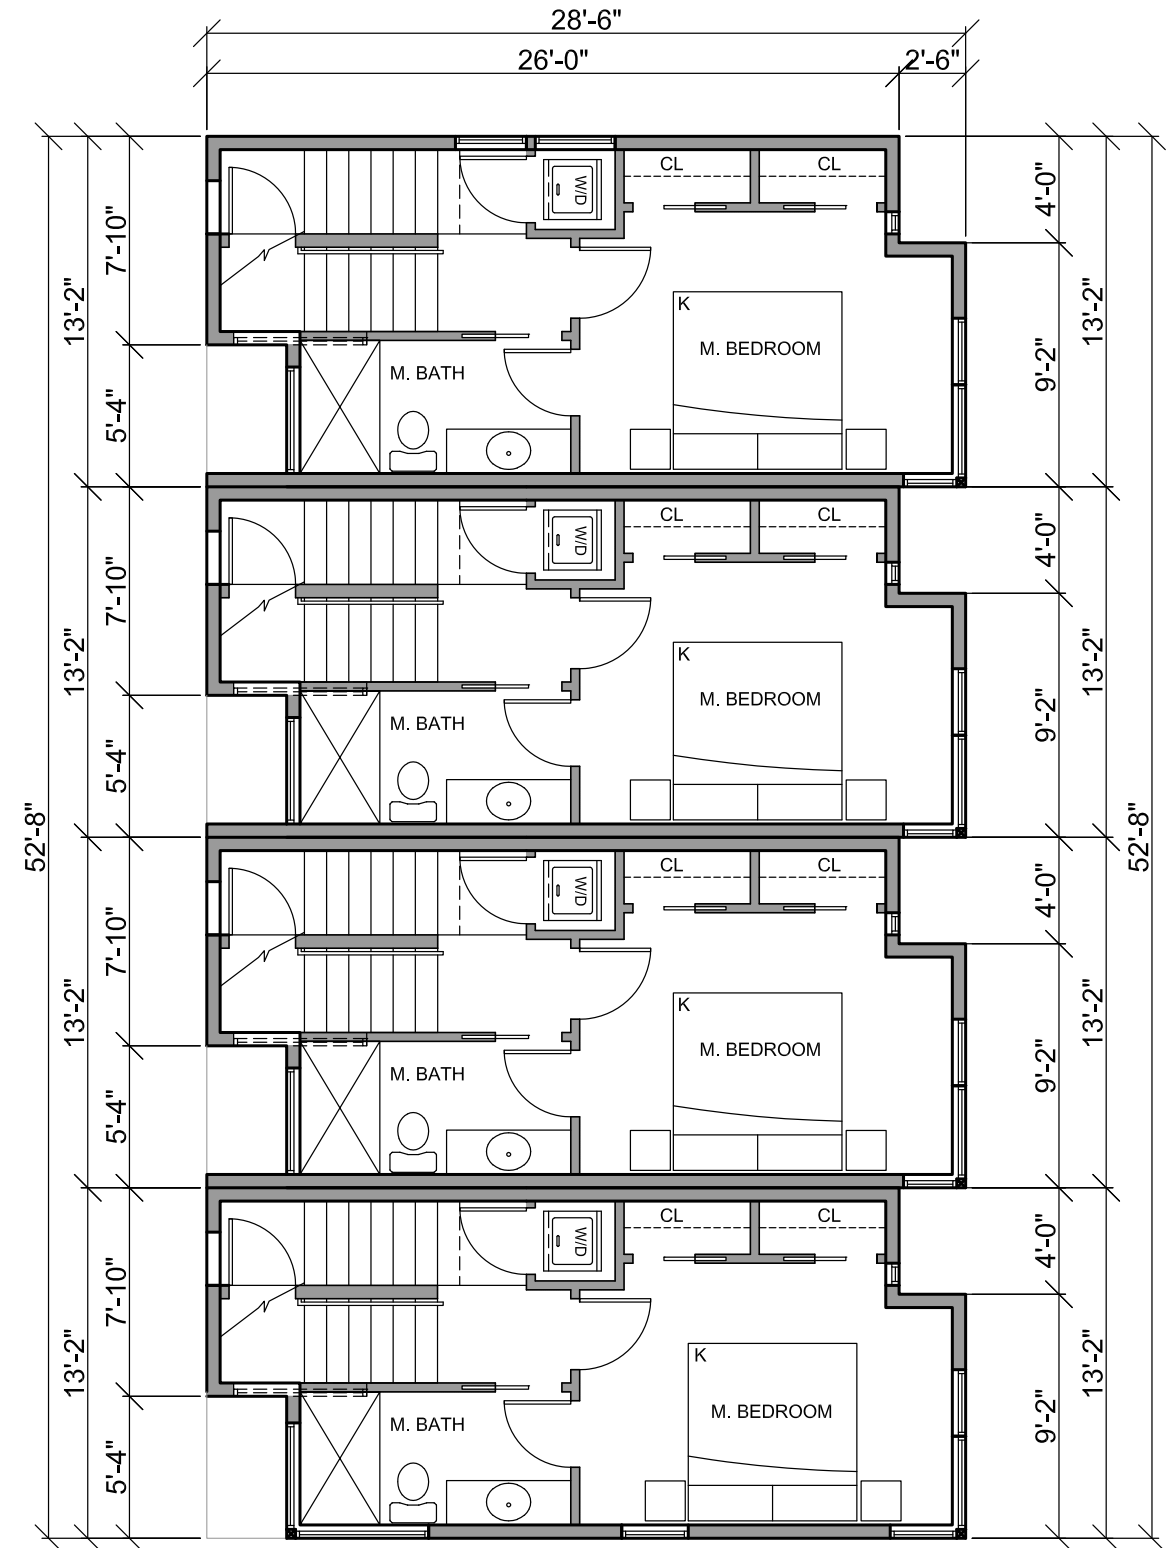 28'-6"
26'-0"
2'-6"
52'-8"
52'-8"
13'-2"
7'-10"
5'-4"
W/D
CL
CL
K
M. BEDROOM
M. BATH
4'-0"
9'-2"
13'-2"
13'-2"
7'-10"
5'-4"
W/D
CL
CL
K
M. BEDROOM
M. BATH
4'-0"
9'-2"
13'-2"
13'-2"
7'-10"
5'-4"
W/D
CL
CL
K
M. BEDROOM
M. BATH
4'-0"
9'-2"
13'-2"
13'-2"
7'-10"
5'-4"
W/D
CL
CL
K
M. BEDROOM
M. BATH
4'-0"
9'-2"
13'-2"